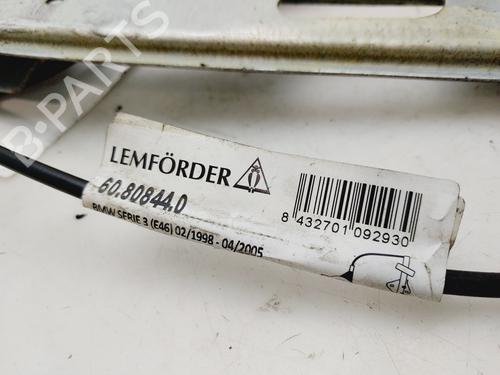 B-PARTS
LEMFÖRDER
60.80844.0
BMW SERIE 3 (E46) 02/1998 - 04/2005
8 432701 092930